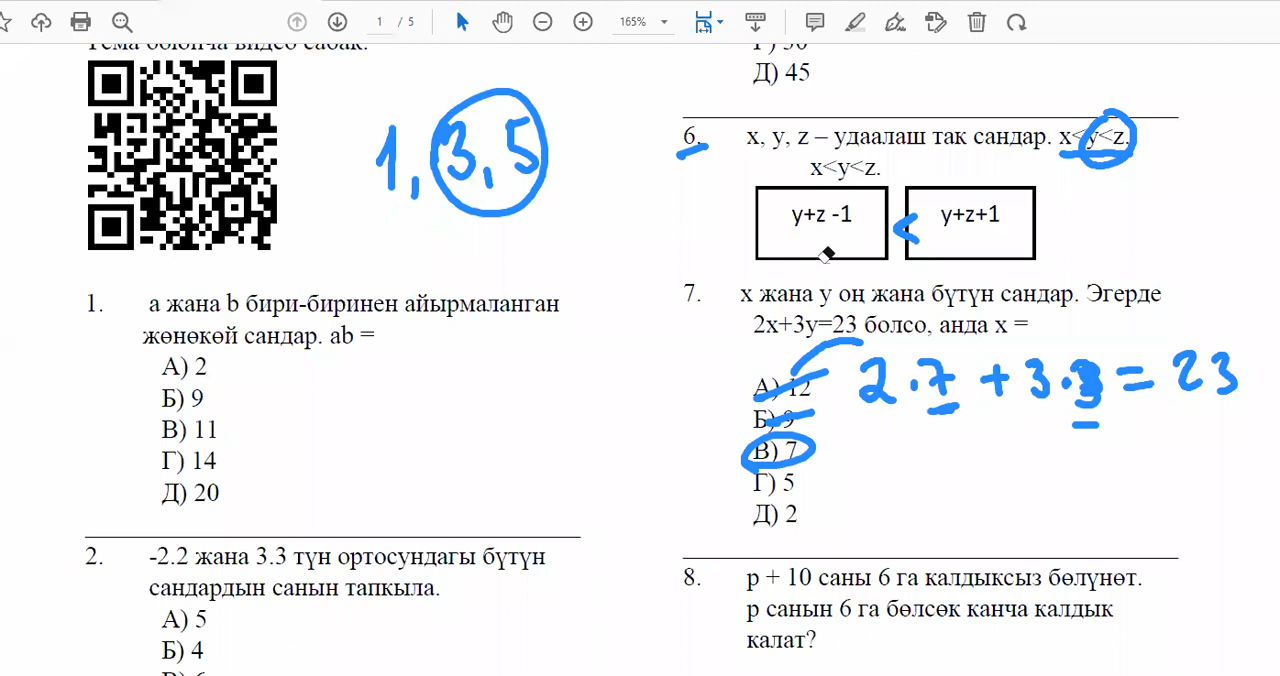 1 / 5
165%
Тема боюнча видео сабак.
1, 3, 5
1. a жана b бири-биринен айырмаланган
жөнөкөй сандар. ab =
А) 2
Б) 9
В) 11
Г) 14
Д) 20
2. -2.2 жана 3.3 түн ортосундагы бүтүн
сандардын санын тапкыла.
А) 5
Б) 4
Д) 45
6. x, y, z – удаалаш так сандар. x<y<z.
x<y<z.
y+z -1 < y+z+1
7. x жана y оң жана бүтүн сандар. Эгерде
2x+3y=23 болсо, анда x =
А) 12
2 · 7 + 3 · 3 = 23
Б) 9
В) 7
Г) 5
Д) 2
8. p + 10 саны 6 га калдыксыз бөлүнөт.
p санын 6 га бөлсөк канча калдык
калат?